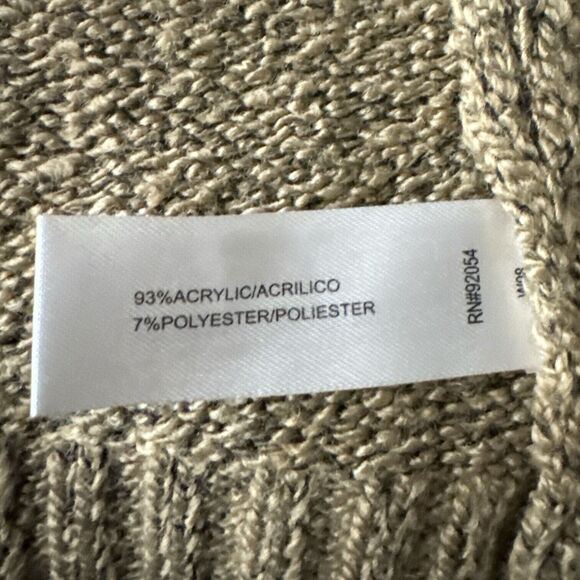 93%ACRYLIC/ACRILICO
7%POLYESTER/POLIESTER
RN#92054